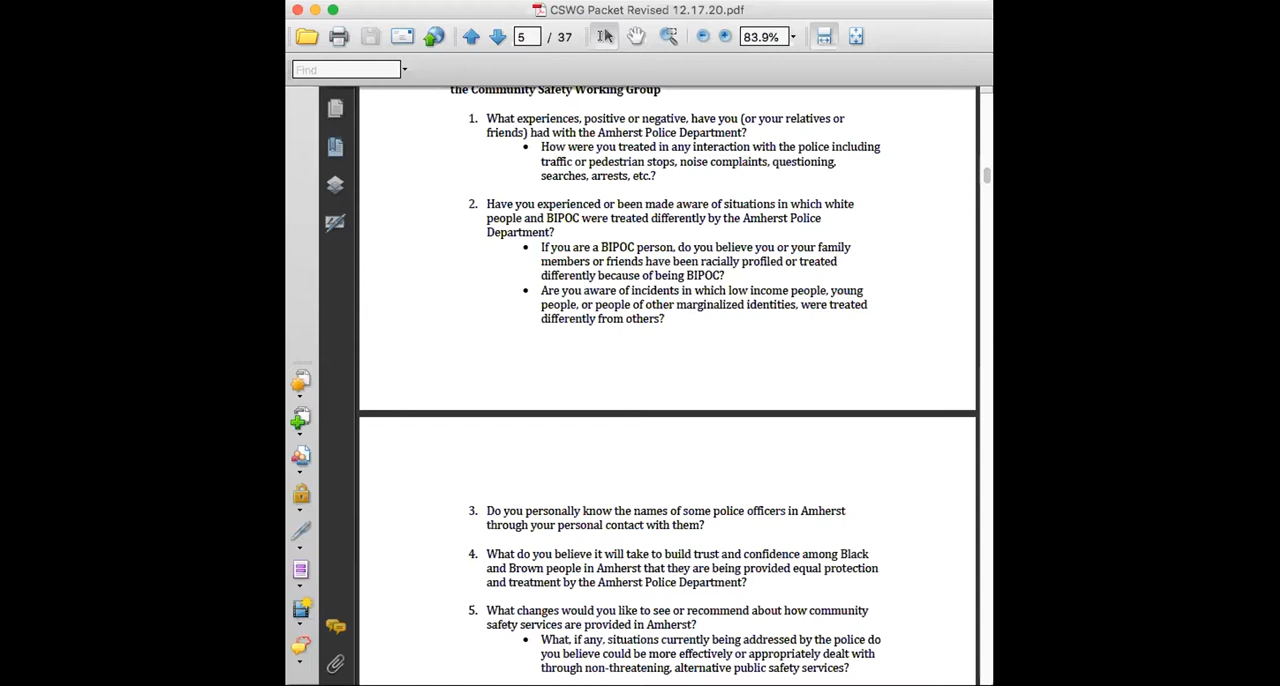 CSWG Packet Revised 12.17.20.pdf
5 / 37 83.9%
Find
the Community Safety Working Group
1. What experiences, positive or negative, have you (or your relatives or
friends) had with the Amherst Police Department?
• How were you treated in any interaction with the police including
traffic or pedestrian stops, noise complaints, questioning,
searches, arrests, etc.?
2. Have you experienced or been made aware of situations in which white
people and BIPOC were treated differently by the Amherst Police
Department?
• If you are a BIPOC person, do you believe you or your family
members or friends have been racially profiled or treated
differently because of being BIPOC?
• Are you aware of incidents in which low income people, young
people, or people of other marginalized identities, were treated
differently from others?
3. Do you personally know the names of some police officers in Amherst
through your personal contact with them?
4. What do you believe it will take to build trust and confidence among Black
and Brown people in Amherst that they are being provided equal protection
and treatment by the Amherst Police Department?
5. What changes would you like to see or recommend about how community
safety services are provided in Amherst?
• What, if any, situations currently being addressed by the police do
you believe could be more effectively or appropriately dealt with
through non-threatening, alternative public safety services?